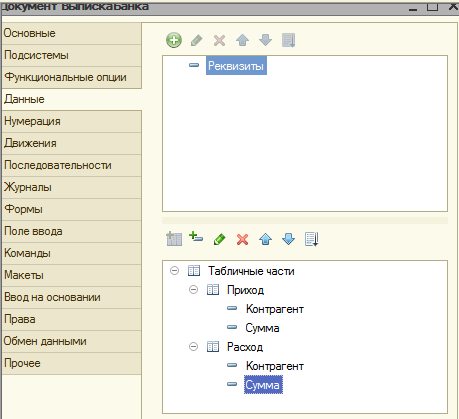 Документ ВыпискаБанка
Основные
Подсистемы
Функциональные опции
Данные
Нумерация
Движения
Последовательности
Журналы
Формы
Поле ввода
Команды
Макеты
Ввод на основании
Права
Обмен данными
Прочее
Реквизиты
Табличные части
Приход
Контрагент
Сумма
Расход
Контрагент
Сумма